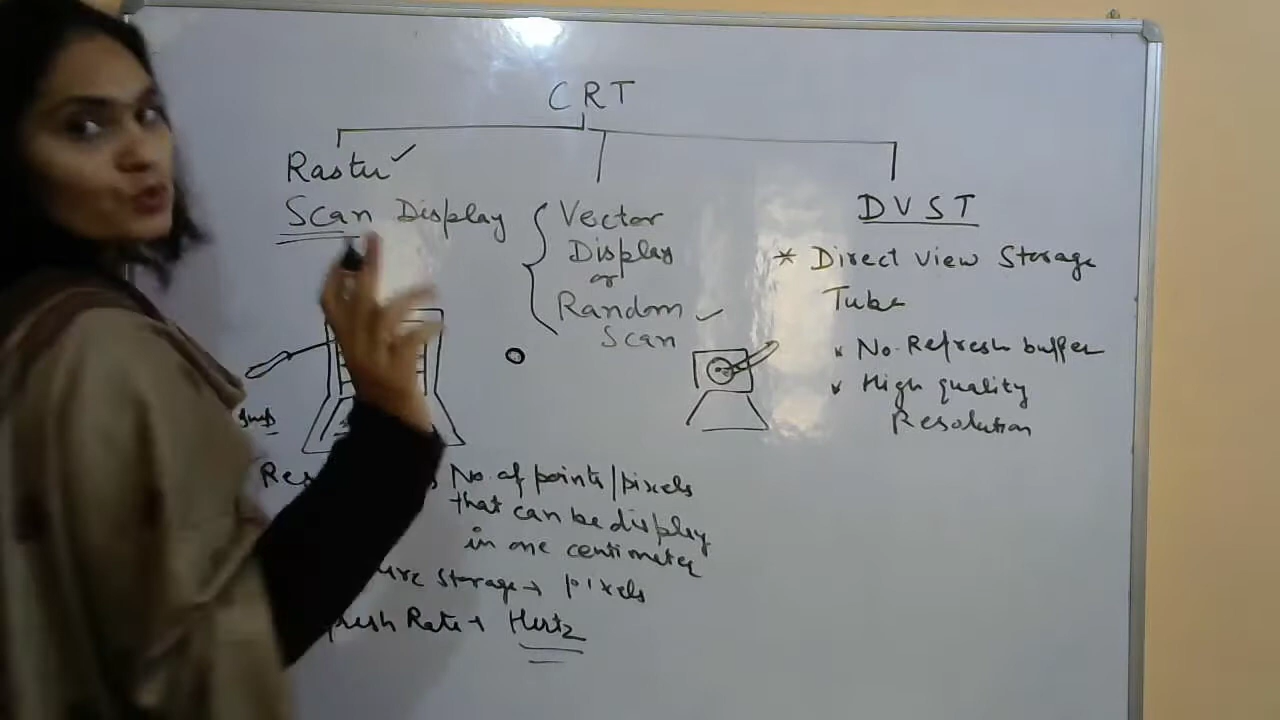 CRT
Raster ✓
Scan Display
Vector
Display
or
Random ✓
Scan
DVST
* Direct View Storage
Tube
* No. Refresh buffer
High quality
Resolution
No. of points/pixels
that can be display
in one centimeter
Storage → pixels
Rate → Hertz